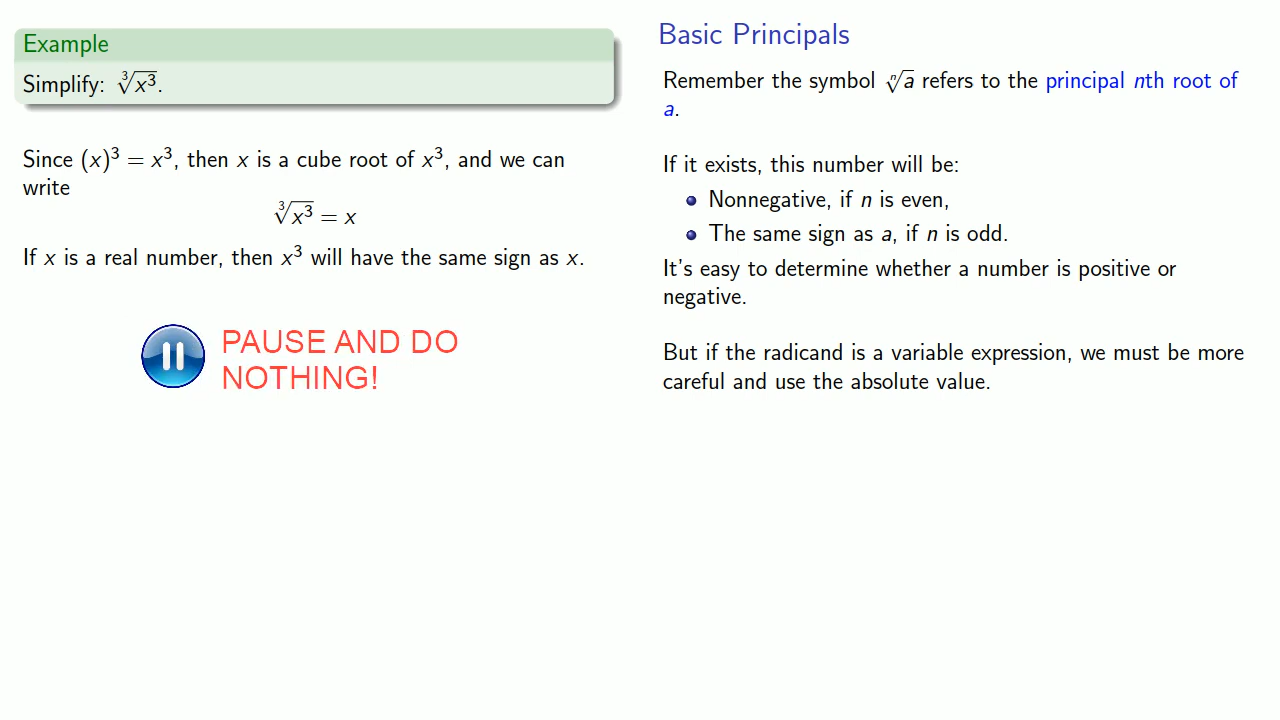 Example
Simplify: ∛x³.
Since (x)³ = x³, then x is a cube root of x³, and we can
write
∛x³ = x
If x is a real number, then x³ will have the same sign as x.
PAUSE AND DO
NOTHING!
Basic Principals
Remember the symbol ⁿ√a refers to the principal nth root of
a.
If it exists, this number will be:
• Nonnegative, if n is even,
• The same sign as a, if n is odd.
It's easy to determine whether a number is positive or
negative.
But if the radicand is a variable expression, we must be more
careful and use the absolute value.